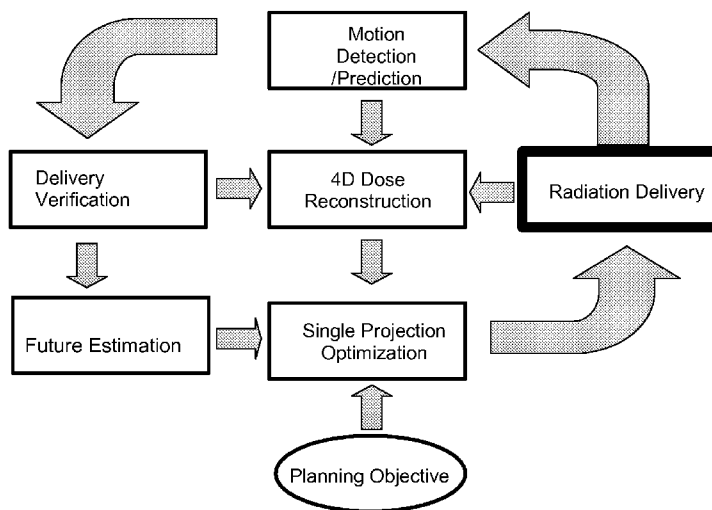 Motion
Detection
/Prediction
Delivery
Verification
4D Dose
Reconstruction
Radiation Delivery
Future Estimation
Single Projection
Optimization
Planning Objective